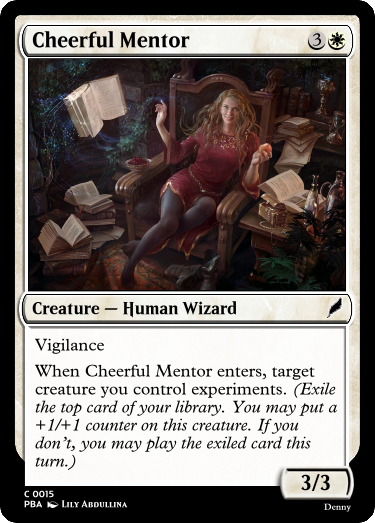 Cheerful Mentor 3
Creature — Human Wizard
Vigilance
When Cheerful Mentor enters, target
creature you control experiments. (Exile
the top card of your library. You may put a
+1/+1 counter on this creature. If you
don't, you may play the exiled card this
turn.)
3/3
C 0015
PBA Lily Abdullina
Denny